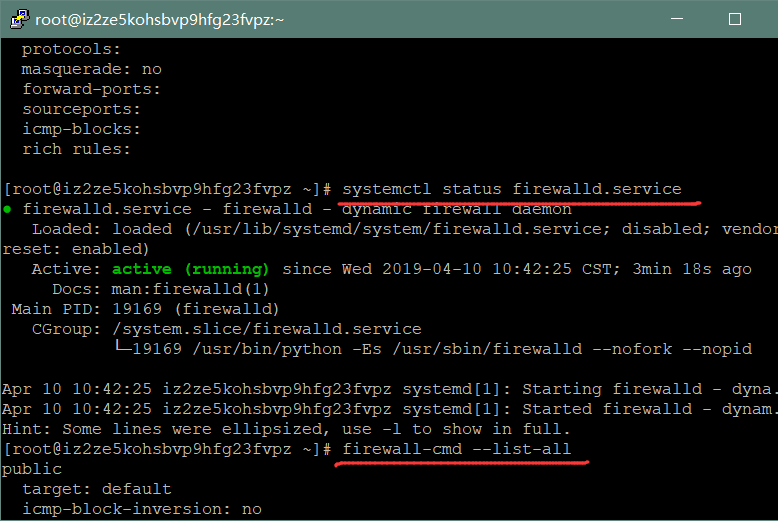 root@iz2ze5kohsbvp9hfg23fvpz:~
protocols:
masquerade: no
forward-ports:
sourceports:
icmp-blocks:
rich rules:
[root@iz2ze5kohsbvp9hfg23fvpz ~]# systemctl status firewalld.service
● firewalld.service - firewalld - dynamic firewall daemon
Loaded: loaded (/usr/lib/systemd/system/firewalld.service; disabled; vendor
reset: enabled)
Active: active (running) since Wed 2019-04-10 10:42:25 CST; 3min 18s ago
Docs: man:firewalld(1)
Main PID: 19169 (firewalld)
CGroup: /system.slice/firewalld.service
└─19169 /usr/bin/python -Es /usr/sbin/firewalld --nofork --nopid
Apr 10 10:42:25 iz2ze5kohsbvp9hfg23fvpz systemd[1]: Starting firewalld - dyna.
Apr 10 10:42:25 iz2ze5kohsbvp9hfg23fvpz systemd[1]: Started firewalld - dynam.
Hint: Some lines were ellipsized, use -l to show in full.
[root@iz2ze5kohsbvp9hfg23fvpz ~]# firewall-cmd --list-all
public
target: default
icmp-block-inversion: no